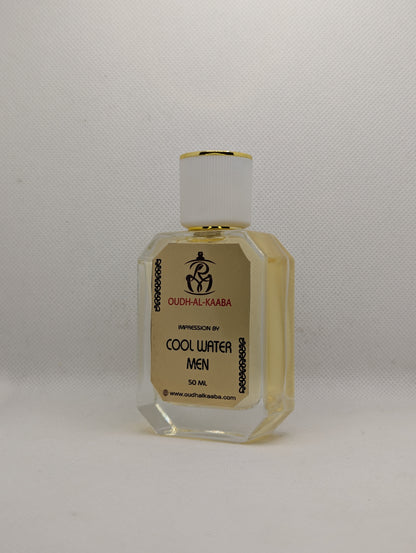 OUDH-AL-KAABA
IMPRESSION BY
COOL WATER
MEN
50 ML
www.oudhalkaaba.com